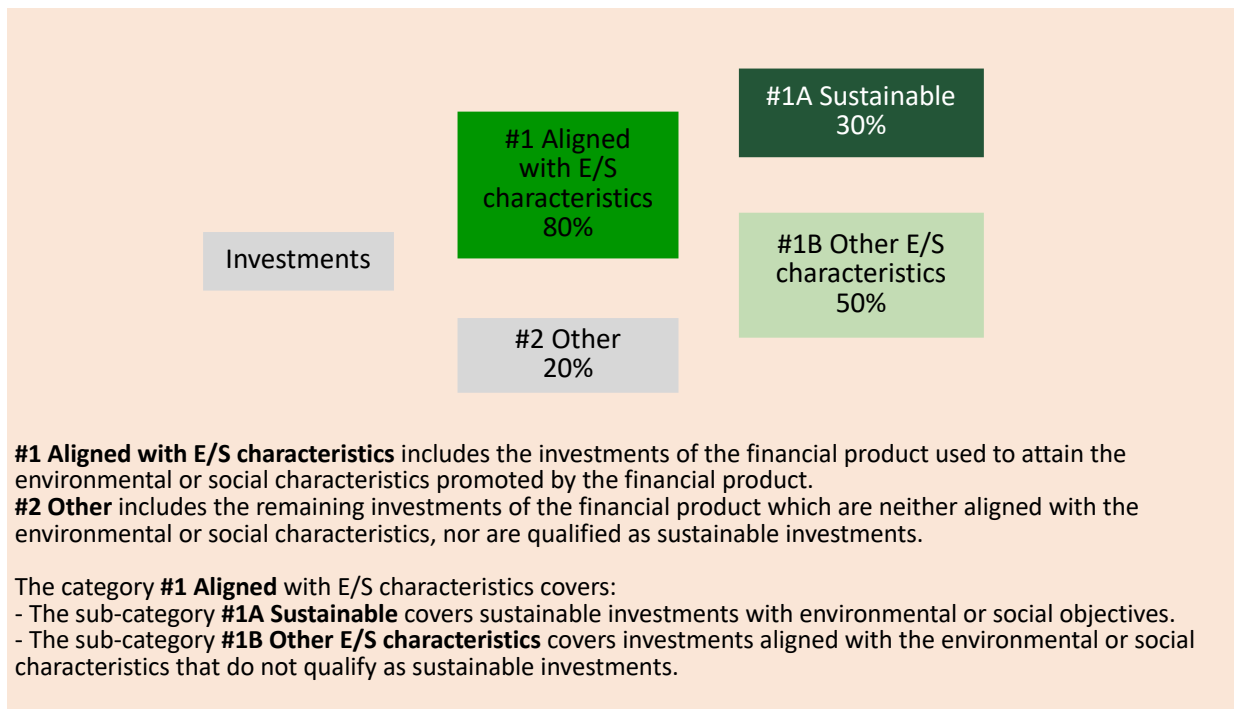 #1A Sustainable
30%
#1 Aligned
with E/S
characteristics
80%
#1B Other E/S
characteristics
50%
Investments
#2 Other
20%
#1 Aligned with E/S characteristics includes the investments of the financial product used to attain the
environmental or social characteristics promoted by the financial product.
#2 Other includes the remaining investments of the financial product which are neither aligned with the
environmental or social characteristics, nor are qualified as sustainable investments.
The category #1 Aligned with E/S characteristics covers:
- The sub-category #1A Sustainable covers sustainable investments with environmental or social objectives.
- The sub-category #1B Other E/S characteristics covers investments aligned with the environmental or social
characteristics that do not qualify as sustainable investments.